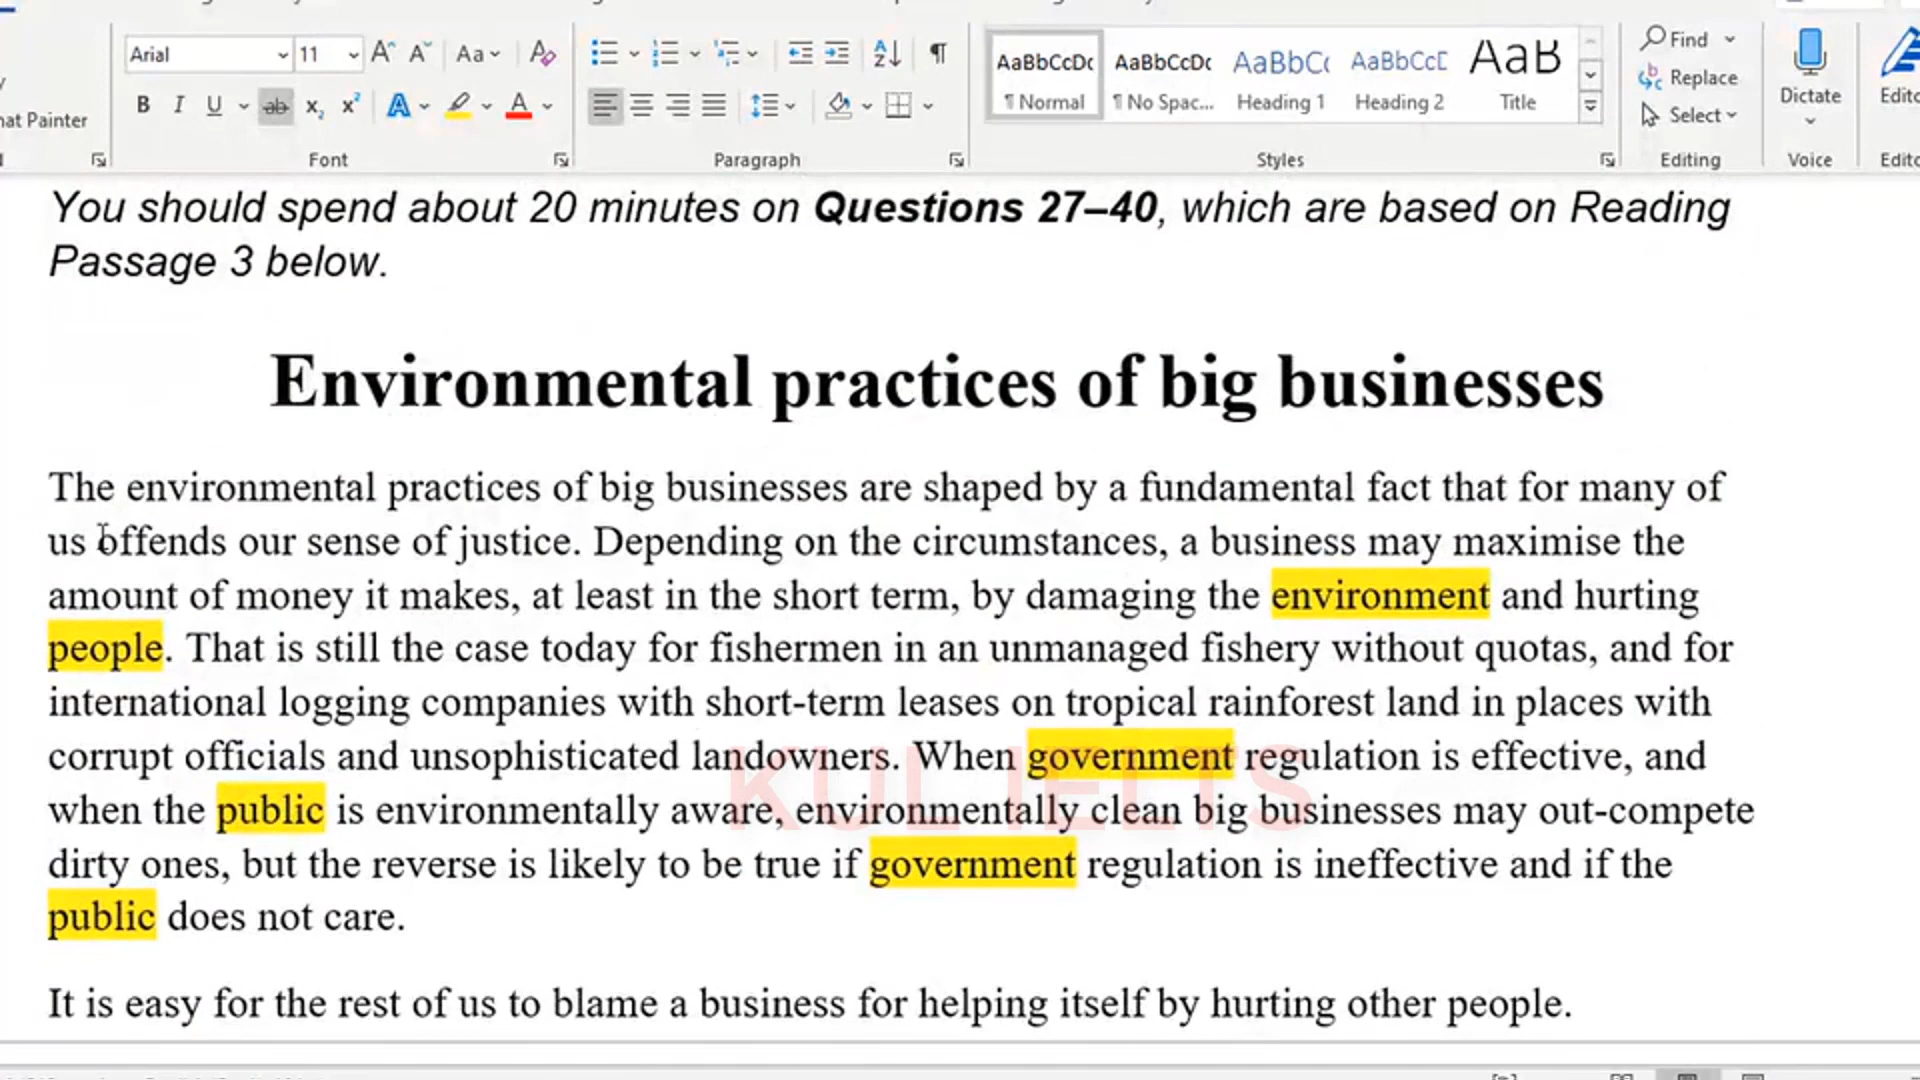 Arial
11
Aa
Find
Replace
Select
Dictate
B I U ab x₂ x²
A
A
AaBbCcDc
AaBbCcDc
AaBbCc
AaBbCcD
AaB
¶ Normal
¶ No Spac...
Heading 1
Heading 2
Title
Painter
Font
Paragraph
Styles
Editing
Voice
You should spend about 20 minutes on Questions 27–40, which are based on Reading
Passage 3 below.
Environmental practices of big businesses
The environmental practices of big businesses are shaped by a fundamental fact that for many of
us offends our sense of justice. Depending on the circumstances, a business may maximise the
amount of money it makes, at least in the short term, by damaging the environment and hurting
people. That is still the case today for fishermen in an unmanaged fishery without quotas, and for
international logging companies with short-term leases on tropical rainforest land in places with
corrupt officials and unsophisticated landowners. When government regulation is effective, and
when the public is environmentally aware, environmentally clean big businesses may out-compete
dirty ones, but the reverse is likely to be true if government regulation is ineffective and if the
public does not care.
KUL IELTS
It is easy for the rest of us to blame a business for helping itself by hurting other people.